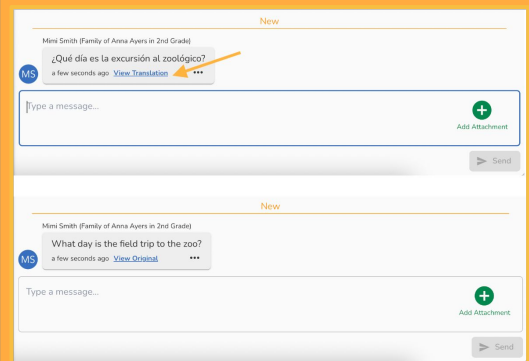 New
Mimi Smith (Family of Anna Ayers in 2nd Grade)
¿Qué día es la excursión al zoológico?
MS
a few seconds ago View Translation •••
Type a message...
Add Attachment
Send
New
Mimi Smith (Family of Anna Ayers in 2nd Grade)
What day is the field trip to the zoo?
MS
a few seconds ago View Original •••
Type a message...
Add Attachment
Send